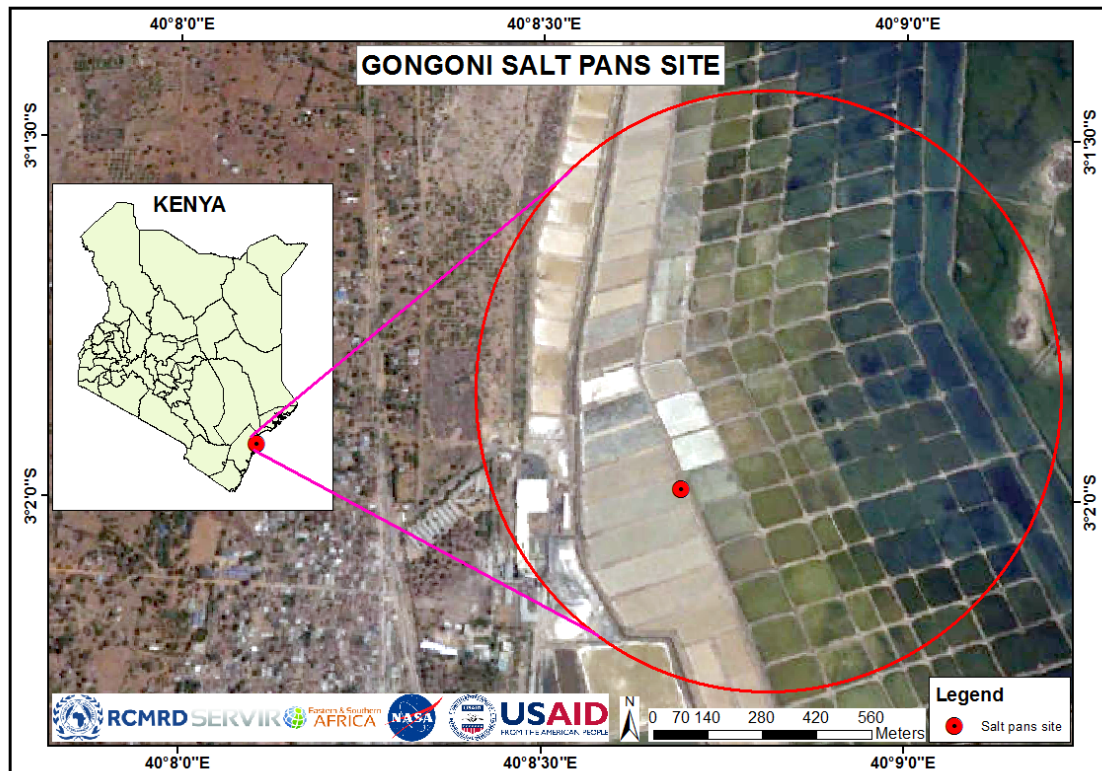 40°8'0"E 40°8'30"E 40°9'0"E
GONGONI SALT PANS SITE
3°1'30"S 3°1'30"S
KENYA
3°2'0"S 3°2'0"S
RCMRD SERVIR Eastern & Southern AFRICA NASA USAID USAID
FROM THE AMERICAN PEOPLE
N
0 70 140 280 420 560
Meters
Legend
Salt pans site
40°8'0"E 40°8'30"E 40°9'0"E